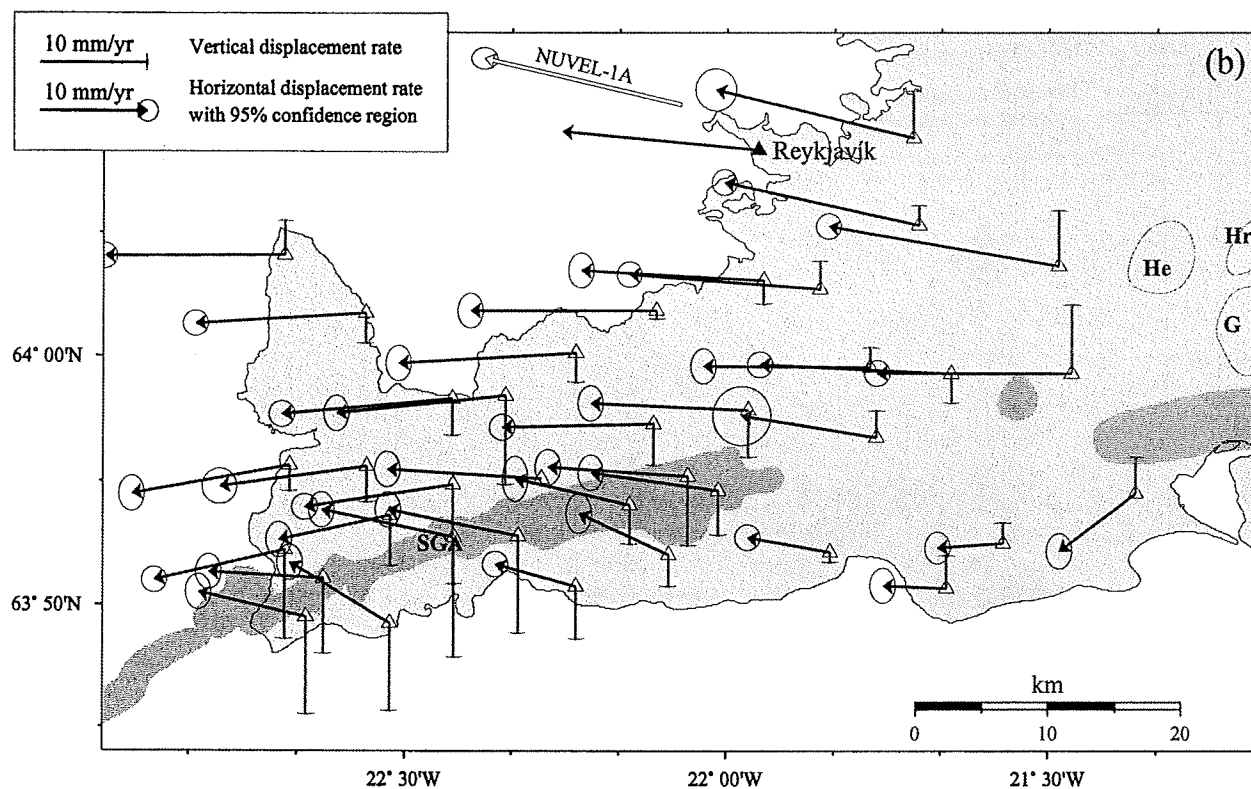 10 mm/yr Vertical displacement rate
10 mm/yr Horizontal displacement rate
with 95% confidence region
NUVEL-1A
(b)
Reykjavík
Hr
He
G
64° 00'N
SGA
63° 50'N
km
0 10 20
22° 30'W 22° 00'W 21° 30'W